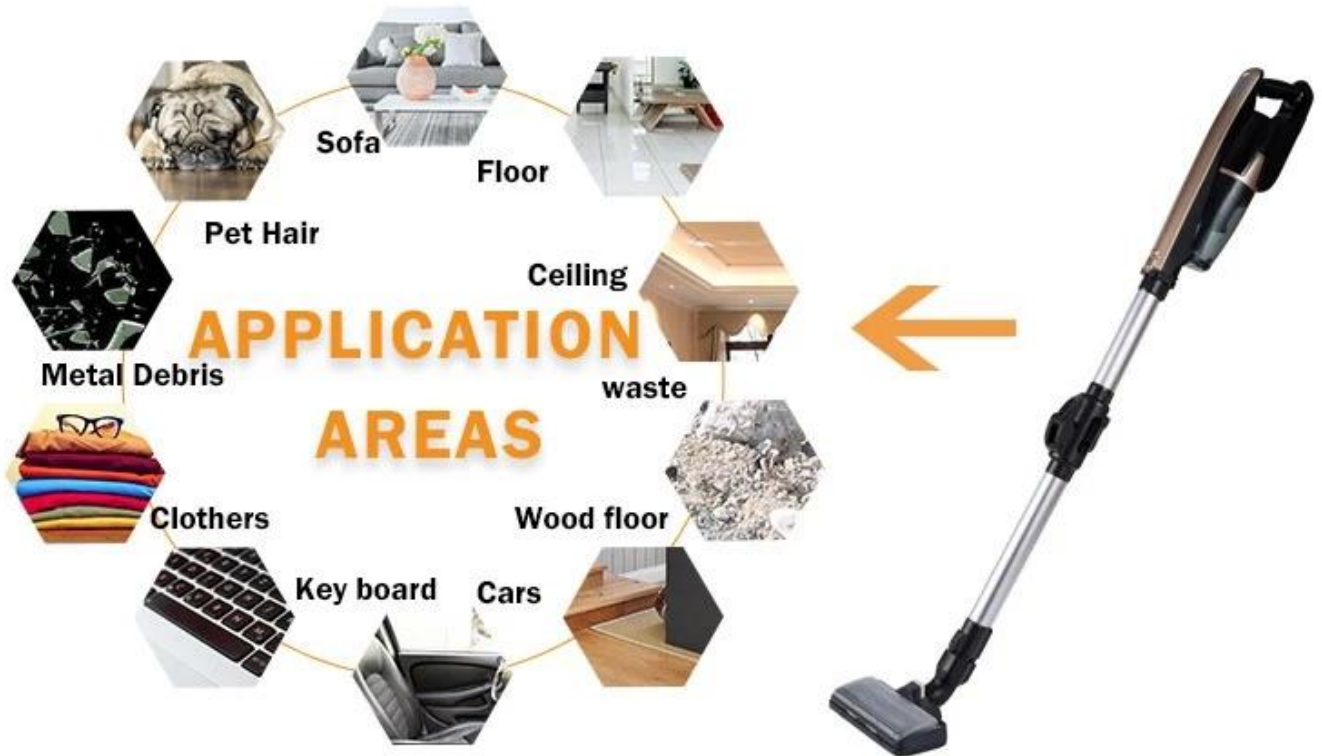 Sofa
Floor
Pet Hair
Ceiling
APPLICATION
Metal Debris
waste
AREAS
Clothers
Wood floor
Key board
Cars